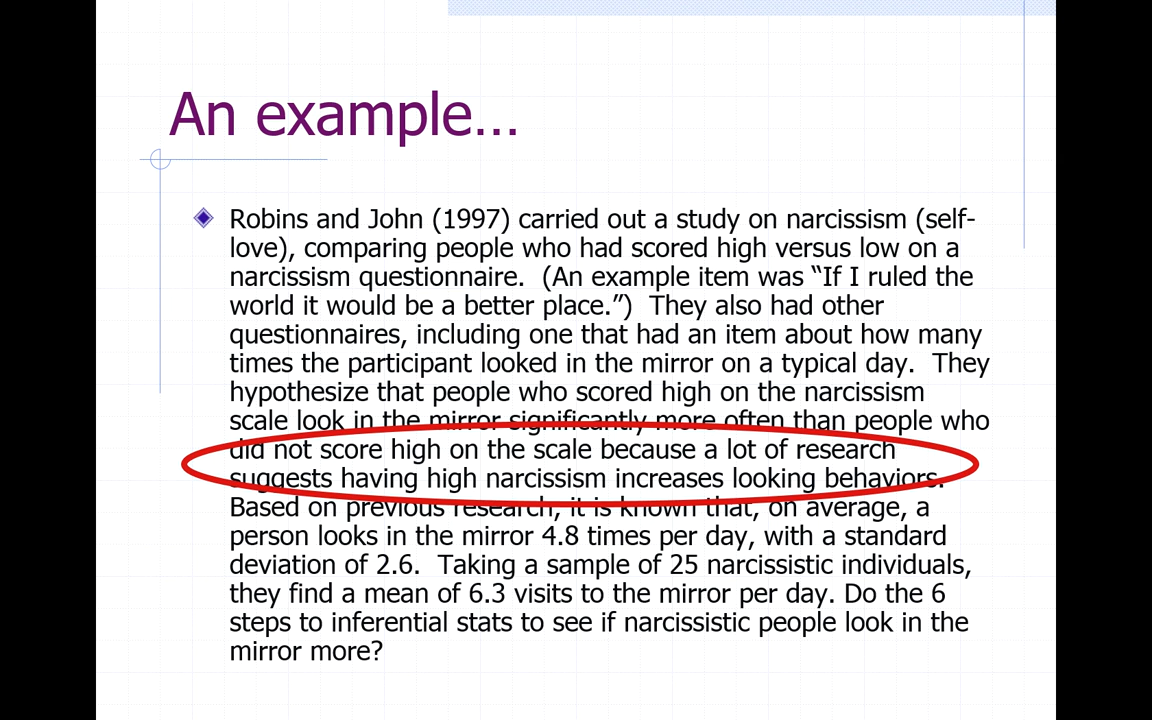 An example...
Robins and John (1997) carried out a study on narcissism (self-
love), comparing people who had scored high versus low on a
narcissism questionnaire.  (An example item was “If I ruled the
world it would be a better place.”)  They also had other
questionnaires, including one that had an item about how many
times the participant looked in the mirror on a typical day.  They
hypothesize that people who scored high on the narcissism
scale look in the mirror significantly more often than people who
did not score high on the scale because a lot of research
suggests having high narcissism increases looking behaviors.
Based on previous research, it is known that, on average, a
person looks in the mirror 4.8 times per day, with a standard
deviation of 2.6.  Taking a sample of 25 narcissistic individuals,
they find a mean of 6.3 visits to the mirror per day. Do the 6
steps to inferential stats to see if narcissistic people look in the
mirror more?